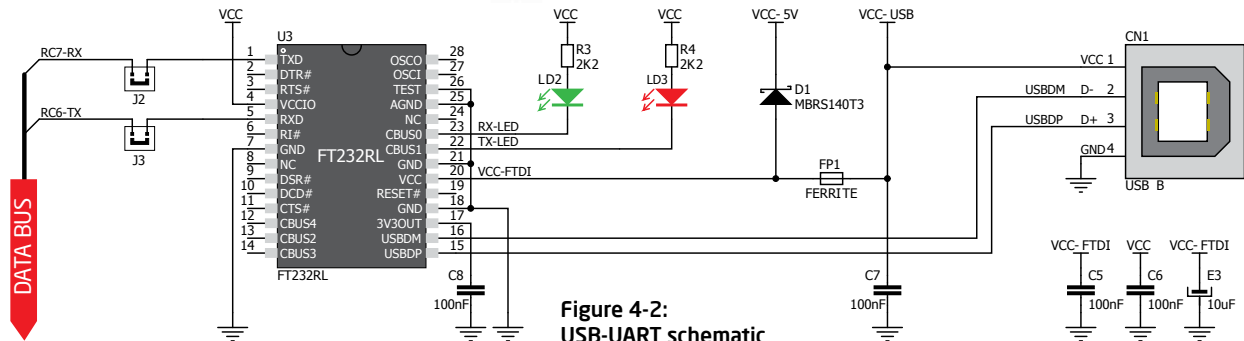 VCC
VCC
VCC
VCC-5V
VCC-USB
U3
CN1
RC7-RX
J2
RC6-TX
J3
DATA BUS
1 TXD
2 DTR#
3 RTS#
4 VCCIO
5 RXD
6 RI#
7 GND
8 NC
9 DSR#
10 DCD#
11 CTS#
12 CBUS4
13 CBUS2
14 CBUS3
FT232RL
OSCO 28
OSCI 27
TEST 26
AGND 25
NC 24
CBUS0 23
CBUS1 22
GND 21
VCC 20
RESET# 19
GND 18
3V3OUT 17
USBDM 16
USBDP 15
FT232RL
R3
2K2
LD2
R4
2K2
LD3
RX-LED
TX-LED
VCC-FTDI
D1
MBRS140T3
FP1
FERRITE
VCC 1
USBDM D- 2
USBDP D+ 3
GND 4
USB B
C8
100nF
C7
100nF
VCC-FTDI
C5
100nF
VCC
C6
100nF
VCC-FTDI
E3
10uF
Figure 4-2:
USB-UART schematic